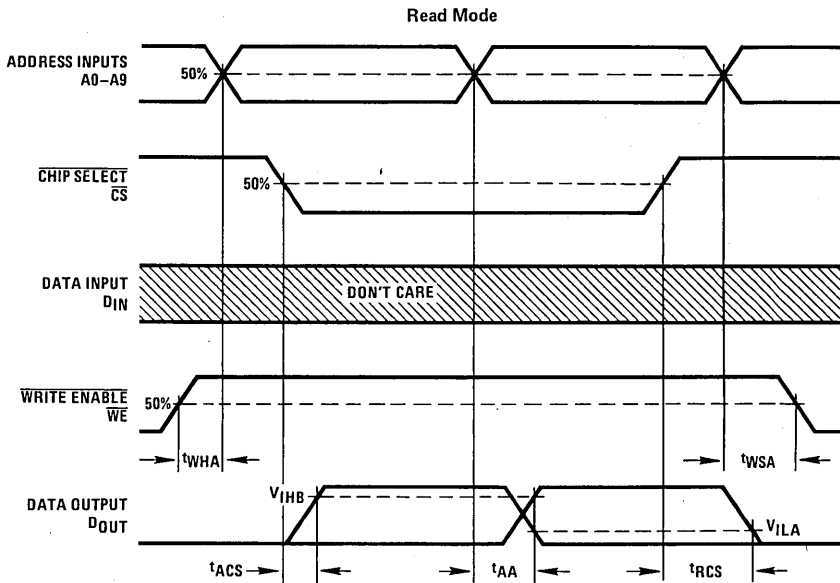 Read Mode
ADDRESS INPUTS
A0–A9
50%
CHIP SELECT
CS
50%
DATA INPUT
DIN
DON'T CARE
WRITE ENABLE
WE
50%
tWHA
tWSA
DATA OUTPUT
DOUT
VIHB
VILA
tACS
tAA
tRCS